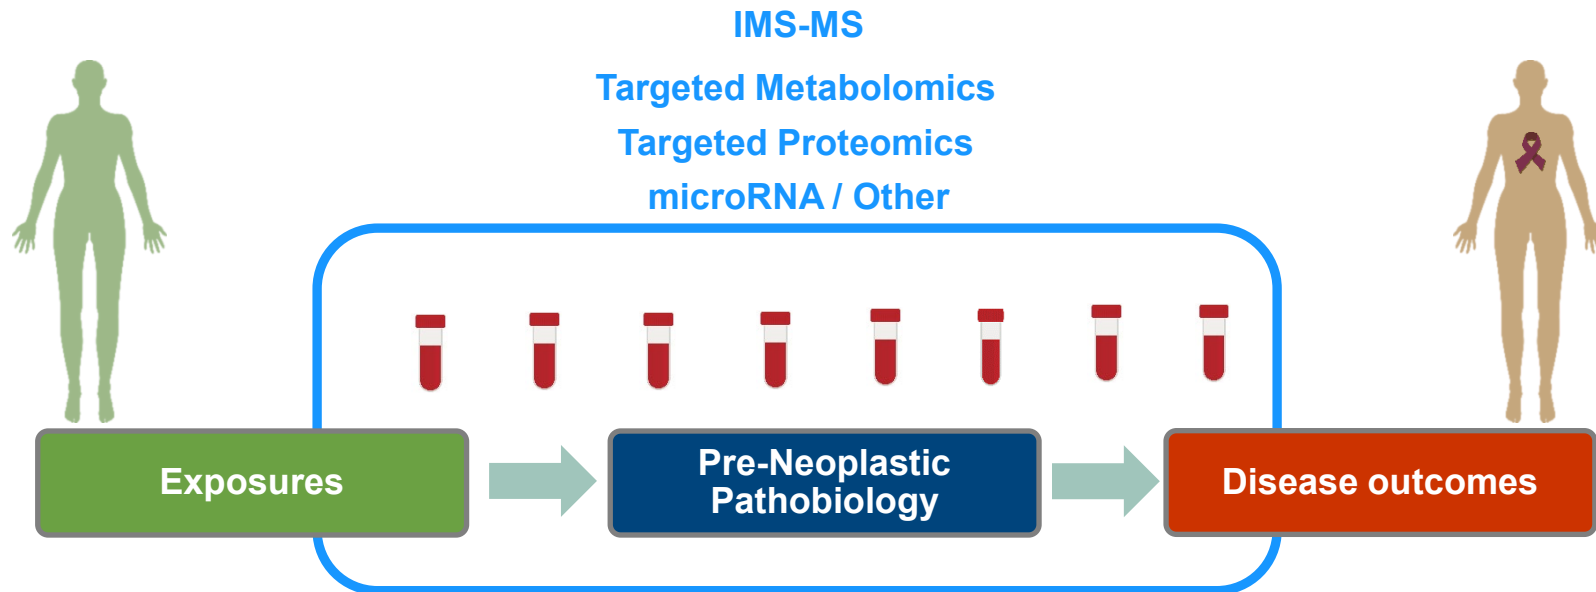 IMS-MS
Targeted Metabolomics
Targeted Proteomics
microRNA / Other
Exposures
Pre-Neoplastic
Pathobiology
Disease outcomes